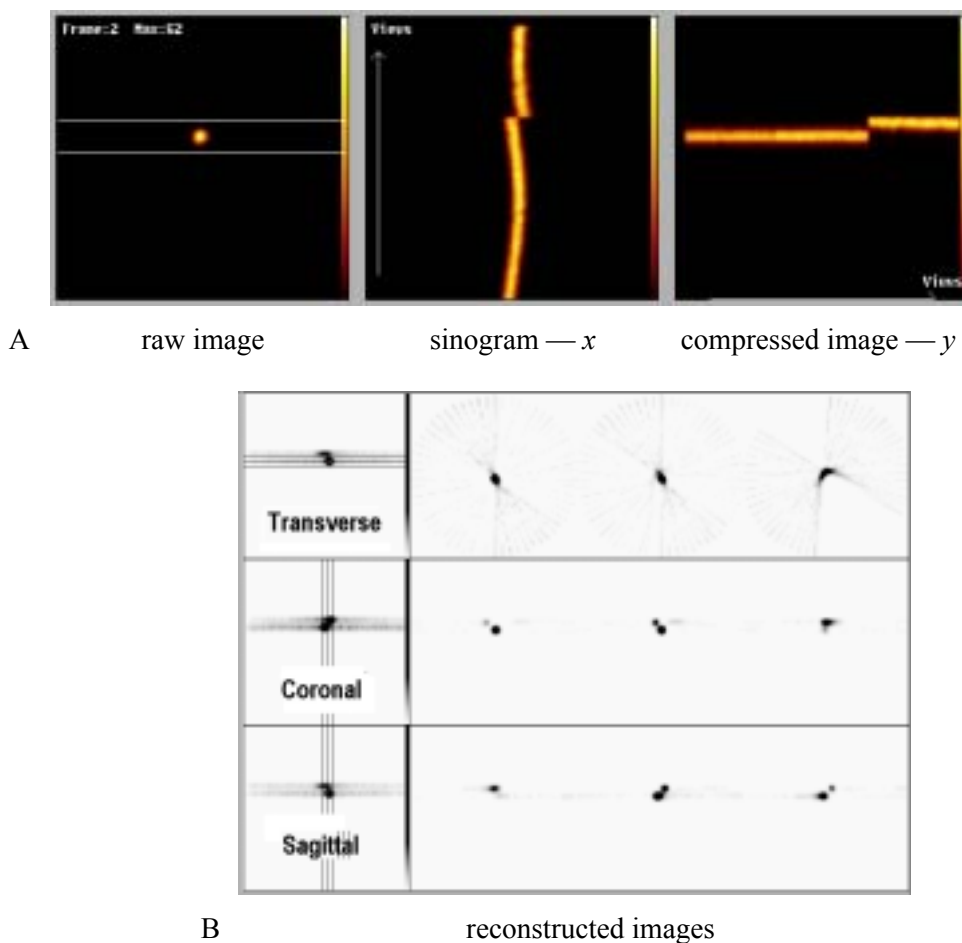 Frame:2 Max:62
Views
Views
A raw image sinogram — x compressed image — y
Transverse
Coronal
Sagittal
B reconstructed images